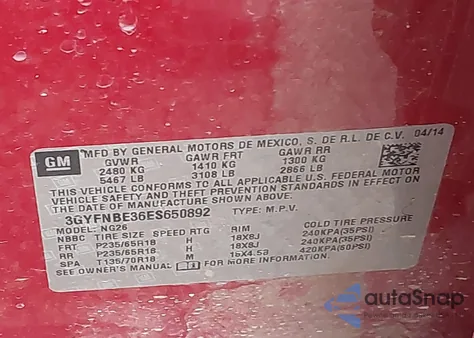 GM
MFD BY GENERAL MOTORS DE MEXICO, S. DE R.L. DE C.V. 04/14
GVWR GAWR FRT GAWR RR
2480 KG 1410 KG 1300 KG
5467 LB 3108 LB 2866 LB
THIS VEHICLE CONFORMS TO ALL APPLICABLE U.S. FEDERAL MOTOR
VEHICLE SAFETY AND THEFT PREVENTION STANDARDS IN EFFECT ON
THE DATE OF MANUFACTURE SHOWN ABOVE.
3GYFNBE36ES650892 TYPE: M.P.V.
MODEL: NG26
NBBC TIRE SIZE SPEED RTG RIM COLD TIRE PRESSURE
FRT P235/65R18 H 18X8J 240KPA(35PSI)
RR P235/65R18 H 18X8J 240KPA(35PSI)
SPA T135/70R18 M 18X4.5B 420KPA(60PSI)
SEE OWNER'S MANUAL
autoSnap